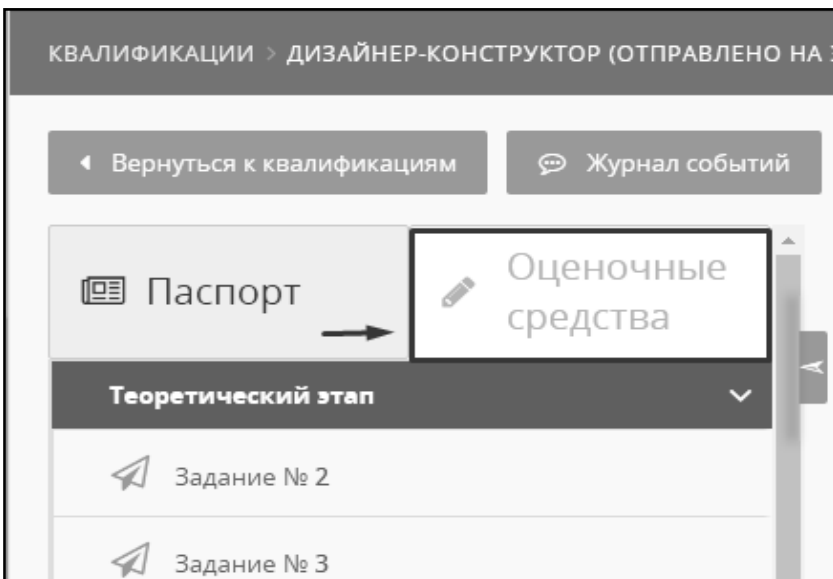 КВАЛИФИКАЦИИ > ДИЗАЙНЕР-КОНСТРУКТОР (ОТПРАВЛЕНО НА
Вернуться к квалификациям
Журнал событий
Паспорт
Оценочные
средства
Теоретический этап
Задание № 2
Задание № 3